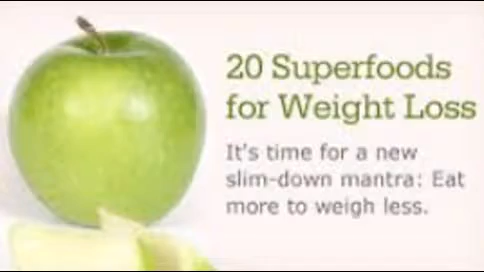 20 Superfoods
for Weight Loss
It's time for a new
slim-down mantra: Eat
more to weigh less.